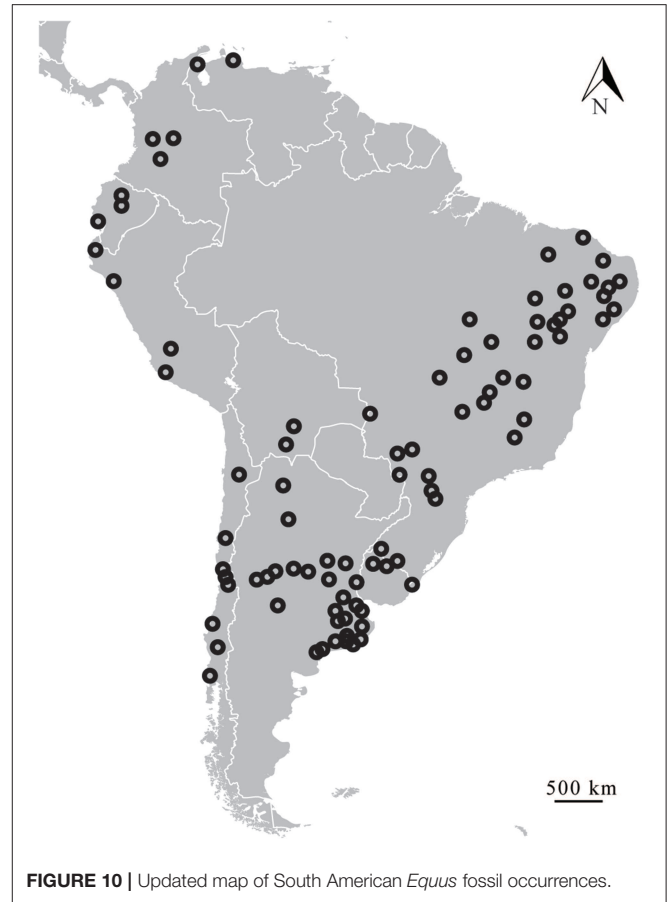 N
500 km
FIGURE 10 | Updated map of South American Equus fossil occurrences.